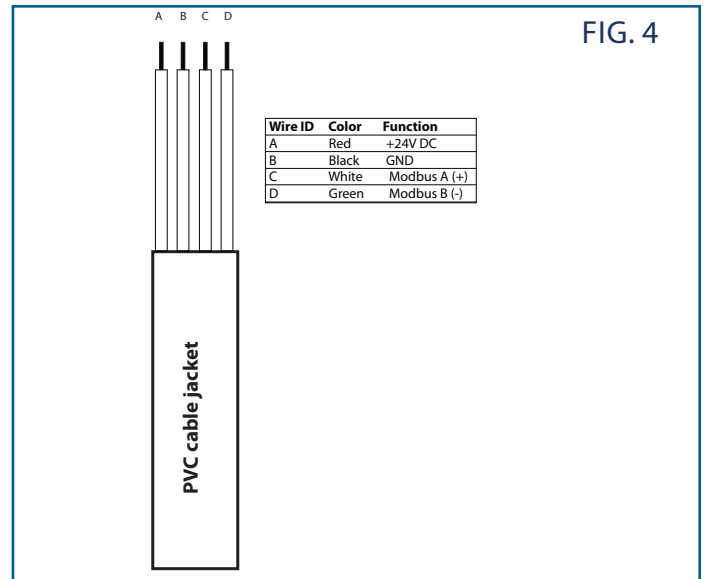 FIG. 4
A B C D
Wire ID Color Function
A Red +24V DC
B Black GND
C White Modbus A (+)
D Green Modbus B (-)
PVC cable jacket